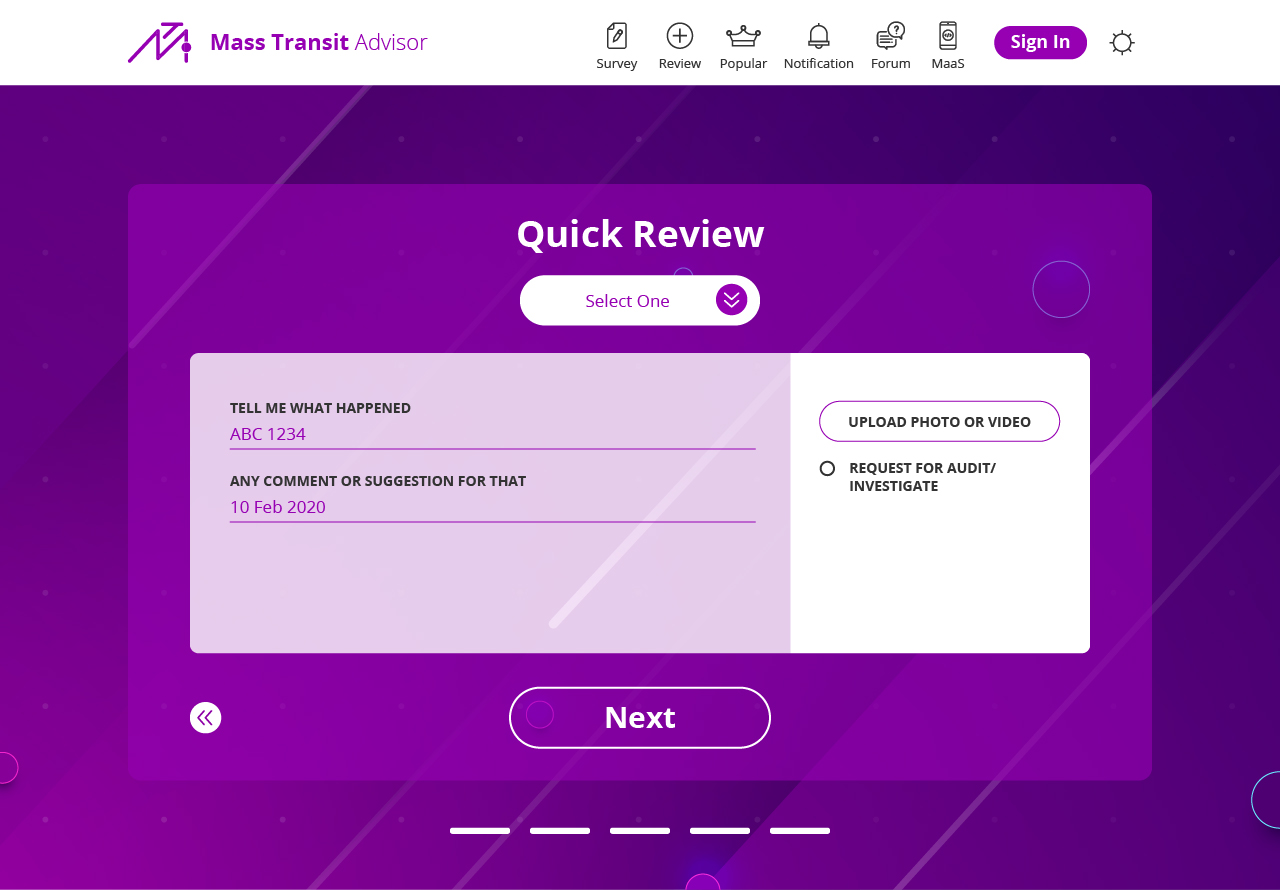 Mass Transit Advisor
Survey
Review
Popular
Notification
Forum
MaaS
Sign In
Quick Review
Select One
TELL ME WHAT HAPPENED
ABC 1234
ANY COMMENT OR SUGGESTION FOR THAT
10 Feb 2020
UPLOAD PHOTO OR VIDEO
REQUEST FOR AUDIT/
INVESTIGATE
Next